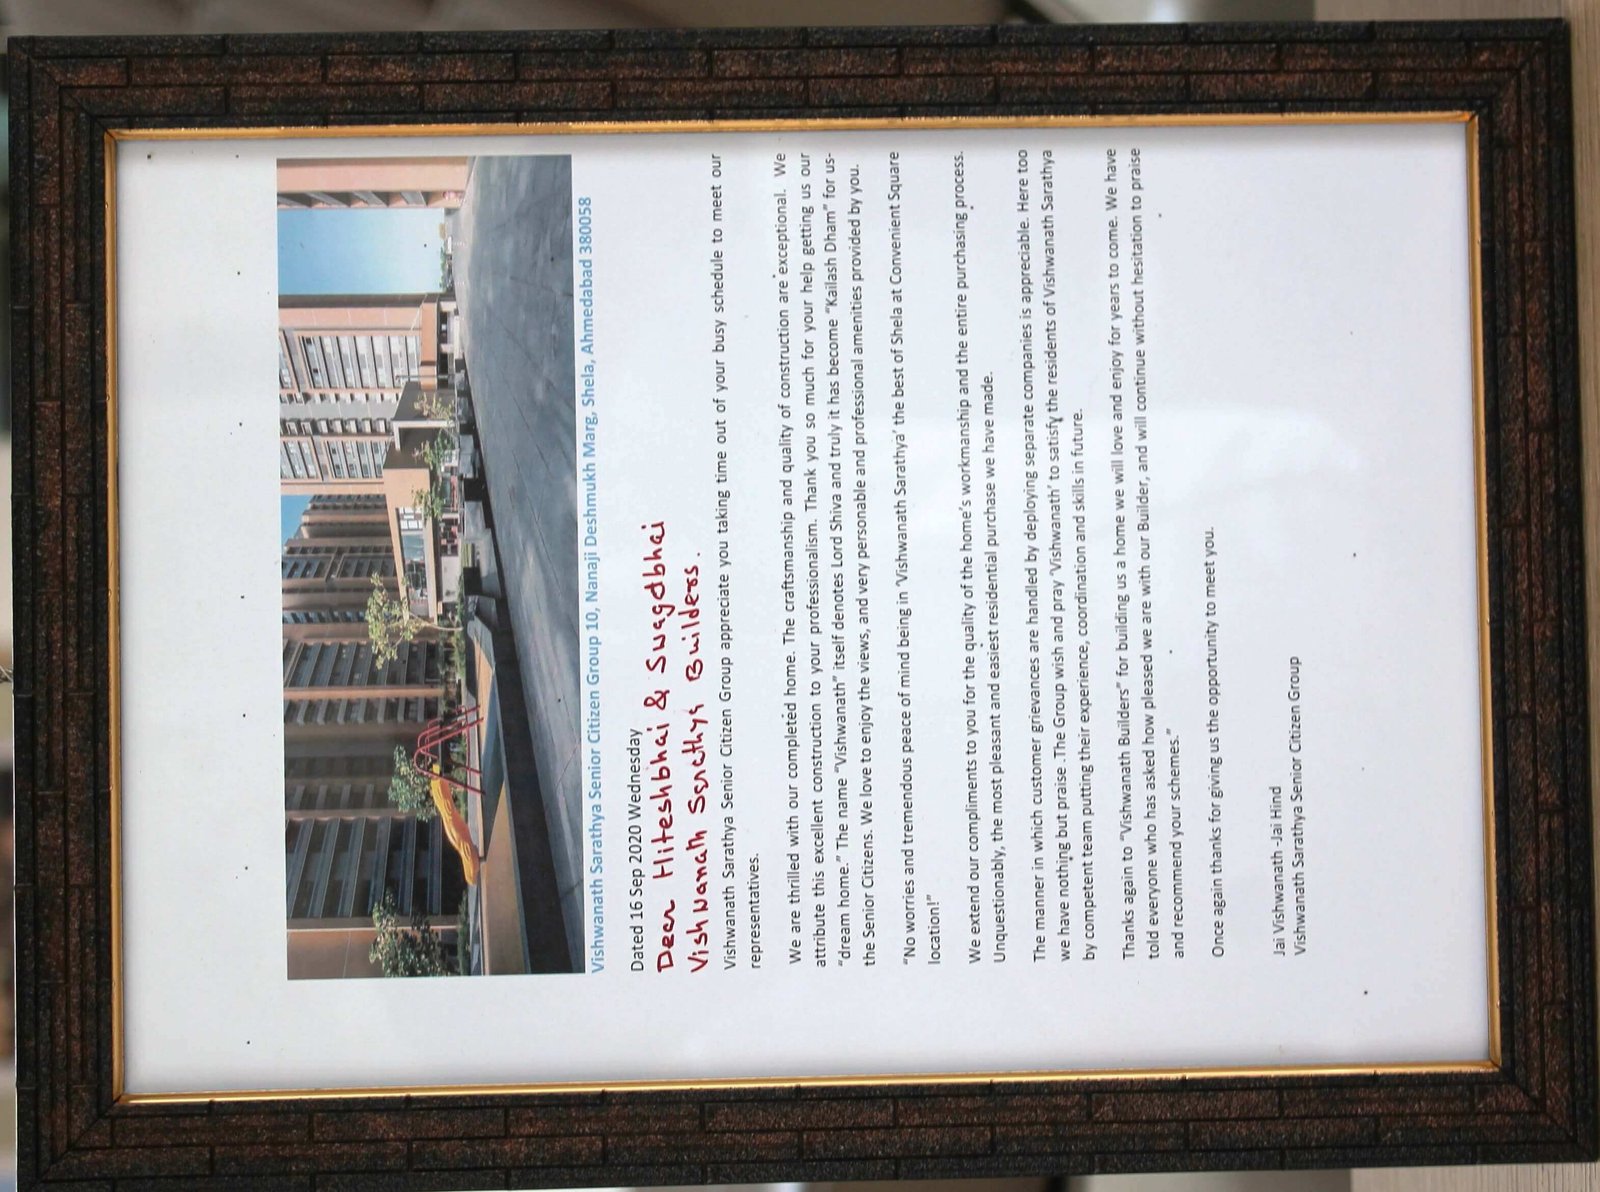 Vishwanath Sarathya Senior Citizen Group 10, Nanaji Deshmukh Marg, Shela, Ahmedabad 380058
Dated 16 Sep 2020 Wednesday
Dear Hiteshbhai & Swagatbhai
Vishwanath Sarathya Builders.
Vishwanath Sarathya Senior Citizen Group appreciate you taking time out of your busy schedule to meet our
representatives.
We are thrilled with our completed home. The craftsmanship and quality of construction are exceptional. We
attribute this excellent construction to your professionalism. Thank you so much for your help getting us our
“dream home.” The name “Vishwanath” itself denotes Lord Shiva and truly it has become “Kailash Dham” for us-
the Senior Citizens. We love to enjoy the views, and very personable and professional amenities provided by you.
“No worries and tremendous peace of mind being in ‘Vishwanath Sarathya’ the best of Shela at Convenient Square
location!”
We extend our compliments to you for the quality of the home’s workmanship and the entire purchasing process.
Unquestionably, the most pleasant and easiest residential purchase we have made.
The manner in which customer grievances are handled by deploying separate companies is appreciable. Here too
we have nothing but praise .The Group wish and pray ‘Vishwanath’ to satisfy the residents of Vishwanath Sarathya
by competent team putting their experience, coordination and skills in future.
Thanks again to “Vishwanath Builders” for building us a home we will love and enjoy for years to come. We have
told everyone who has asked how pleased we are with our Builder, and will continue without hesitation to praise
and recommend your schemes.”
Once again thanks for giving us the opportunity to meet you.
Jai Vishwanath -Jai Hind
Vishwanath Sarathya Senior Citizen Group